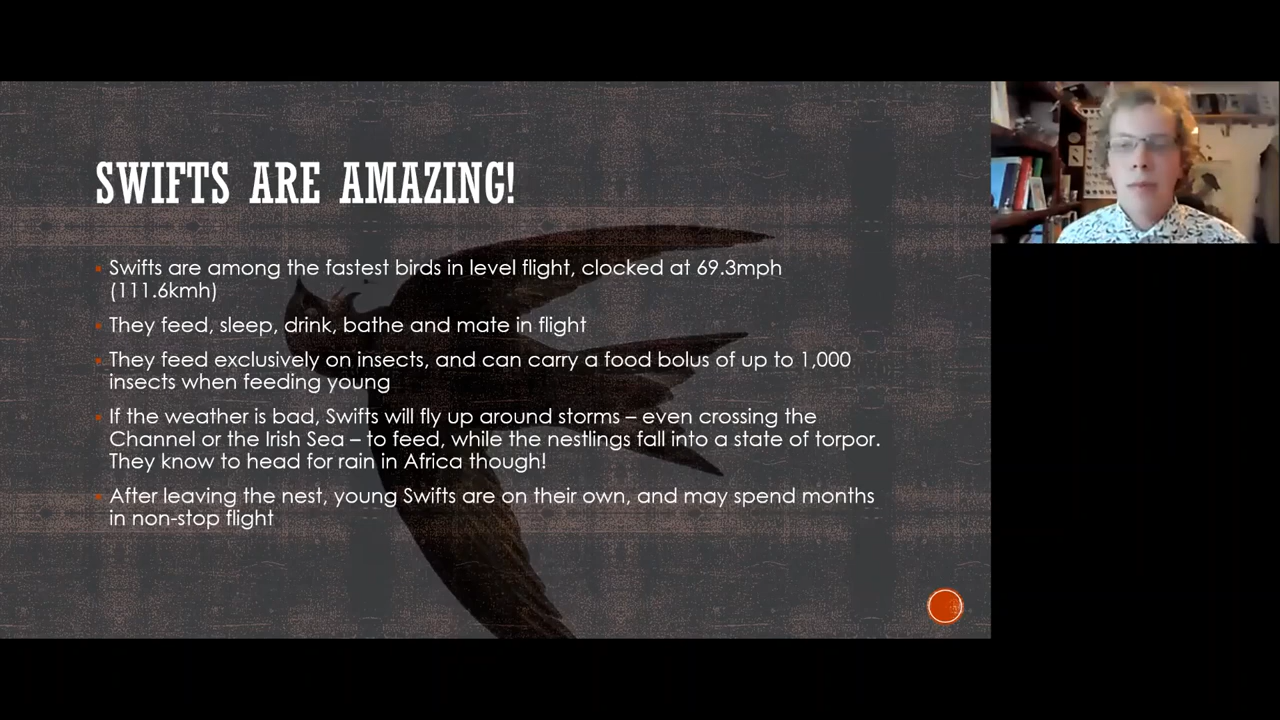 SWIFTS ARE AMAZING!
Swifts are among the fastest birds in level flight, clocked at 69.3mph
(111.6kmh)
They feed, sleep, drink, bathe and mate in flight
They feed exclusively on insects, and can carry a food bolus of up to 1,000
insects when feeding young
If the weather is bad, Swifts will fly up around storms – even crossing the
Channel or the Irish Sea – to feed, while the nestlings fall into a state of torpor.
They know to head for rain in Africa though!
After leaving the nest, young Swifts are on their own, and may spend months
in non-stop flight